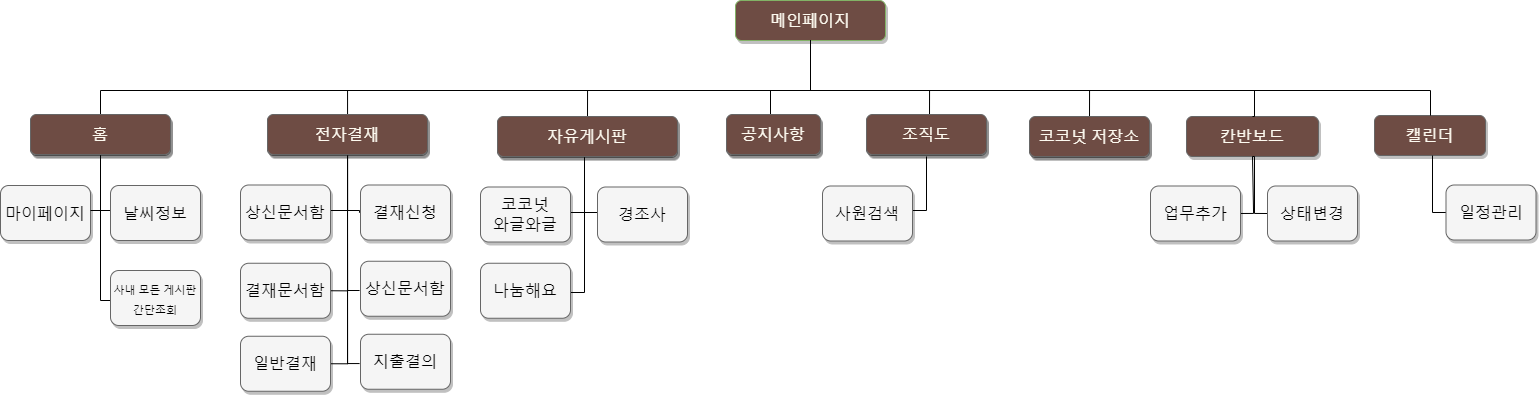 메인페이지
홈
전자결재
자유게시판
공지사항
조직도
코코넛 저장소
칸반보드
캘린더
마이페이지
날씨정보
상신문서함
결재신청
코코넛
와글와글
경조사
사원검색
업무추가
상태변경
일정관리
사내 모든 게시판
간단조회
결재문서함
상신문서함
나눔해요
일반결재
지출결의